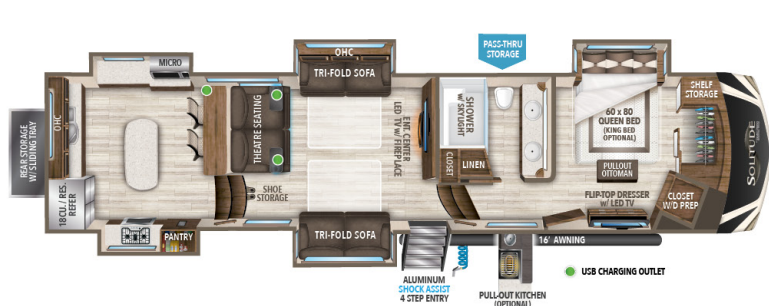 OHC
PASS-THRU
STORAGE
MICRO
TRI-FOLD SOFA
SHELF
STORAGE
REAR STORAGE
W/ SLIDING TRAY
OHC
THEATRE SEATING
ENT. CENTER
LED TV w/ FIREPLACE
SHOWER
w/ SKYLIGHT
60 x 80
QUEEN BED
(KING BED
OPTIONAL)
SOLITUDE
CLOSET
LINEN
PULLOUT
OTTOMAN
18CU./ RES.
REFER
SHOE
STORAGE
FLIP-TOP DRESSER
w/ LED TV
CLOSET
W/D PREP
PANTRY
TRI-FOLD SOFA
16' AWNING
ALUMINUM
SHOCK ASSIST
4 STEP ENTRY
USB CHARGING OUTLET
PULL-OUT KITCHEN
(OPTIONAL)